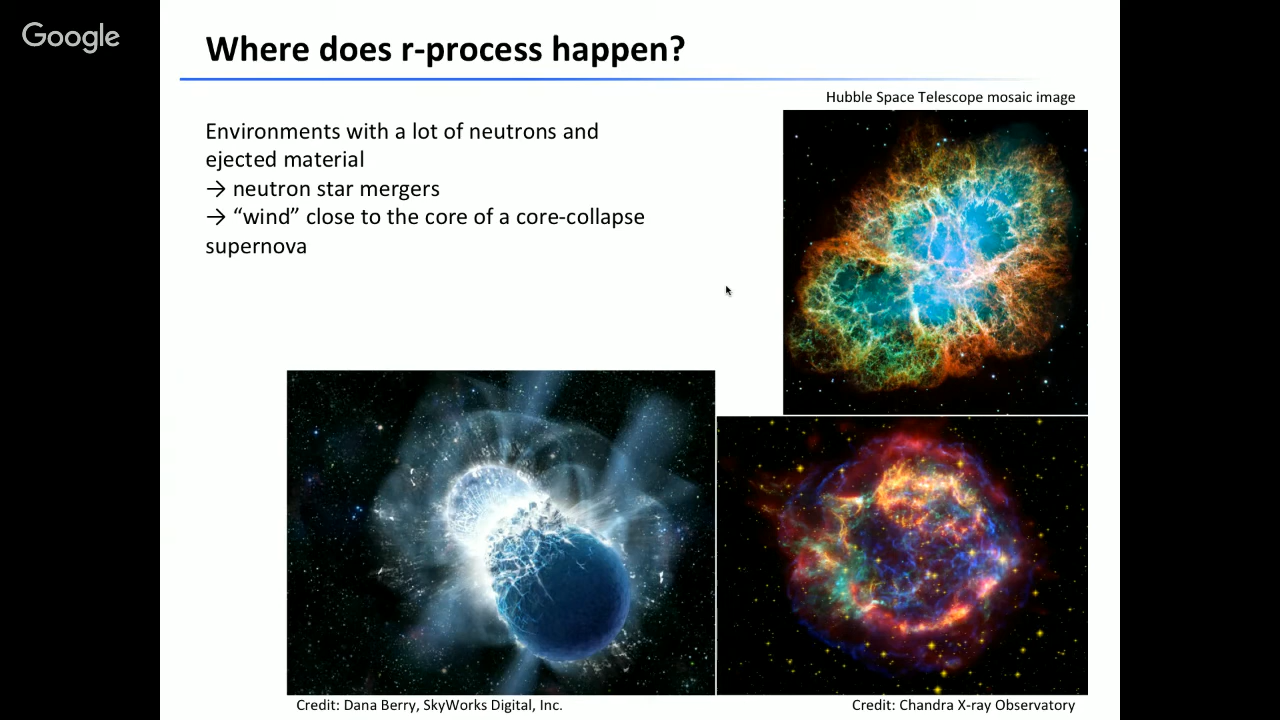 Google
Where does r-process happen?
Hubble Space Telescope mosaic image
Environments with a lot of neutrons and
ejected material
→ neutron star mergers
→ “wind” close to the core of a core-collapse
supernova
Credit: Dana Berry, SkyWorks Digital, Inc.
Credit: Chandra X-ray Observatory